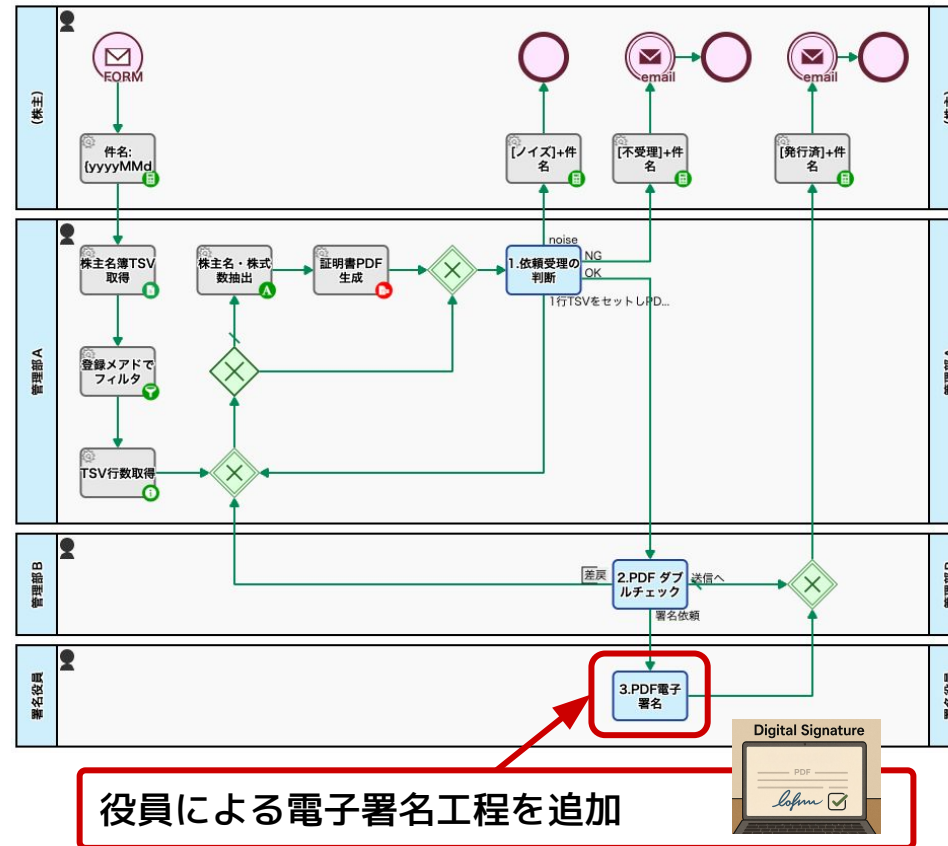 (株主)
FORM
email
email
件名:
{yyyyMMd
[ノイズ]+件
名
[不受理]+件
名
[発行済]+件
名
管理部A
株主名簿TSV
取得
株主名・株式
数抽出
証明書PDF
生成
1.依頼受理の
判断
noise
NG
OK
1行TSVをセットしPD...
登録メアドで
フィルタ
TSV行数取得
管理部B
差戻
2.PDF ダブ
ルチェック
送信へ
署名依頼
署名役員
3.PDF電子
署名
Digital Signature
PDF
役員による電子署名工程を追加